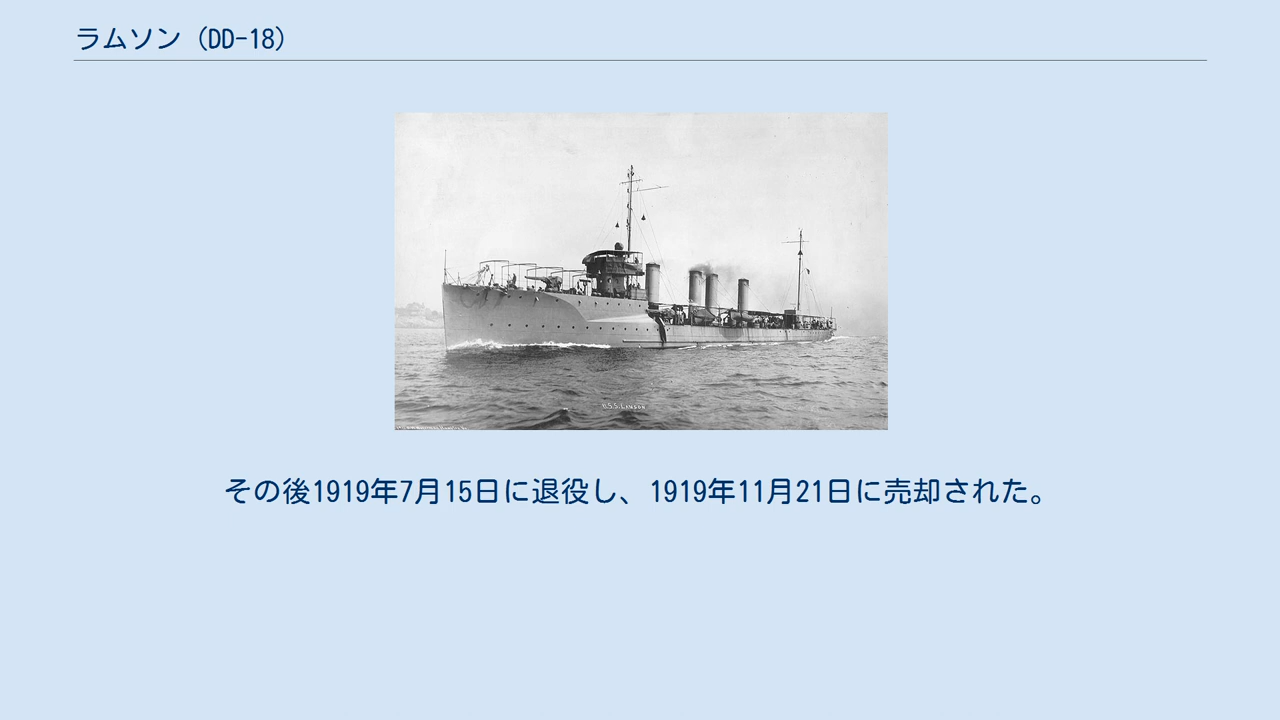 ラムソン（DD-18）
U.S.S. LAMSON
その後1919年7月15日に退役し、1919年11月21日に売却された。